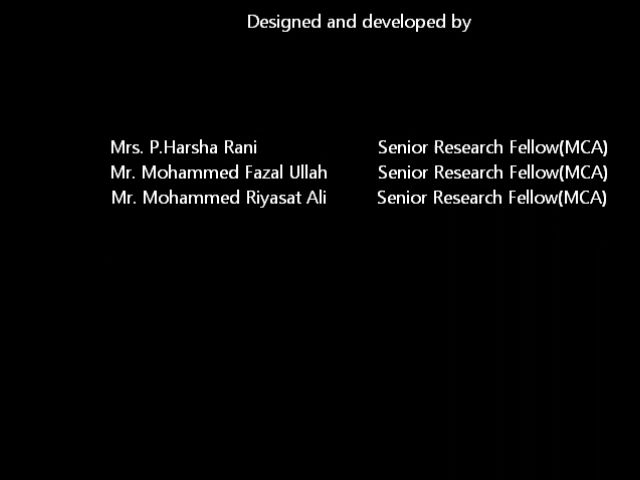 Designed and developed by
Mrs. P.Harsha Rani Senior Research Fellow(MCA)
Mr. Mohammed Fazal Ullah Senior Research Fellow(MCA)
Mr. Mohammed Riyasat Ali Senior Research Fellow(MCA)